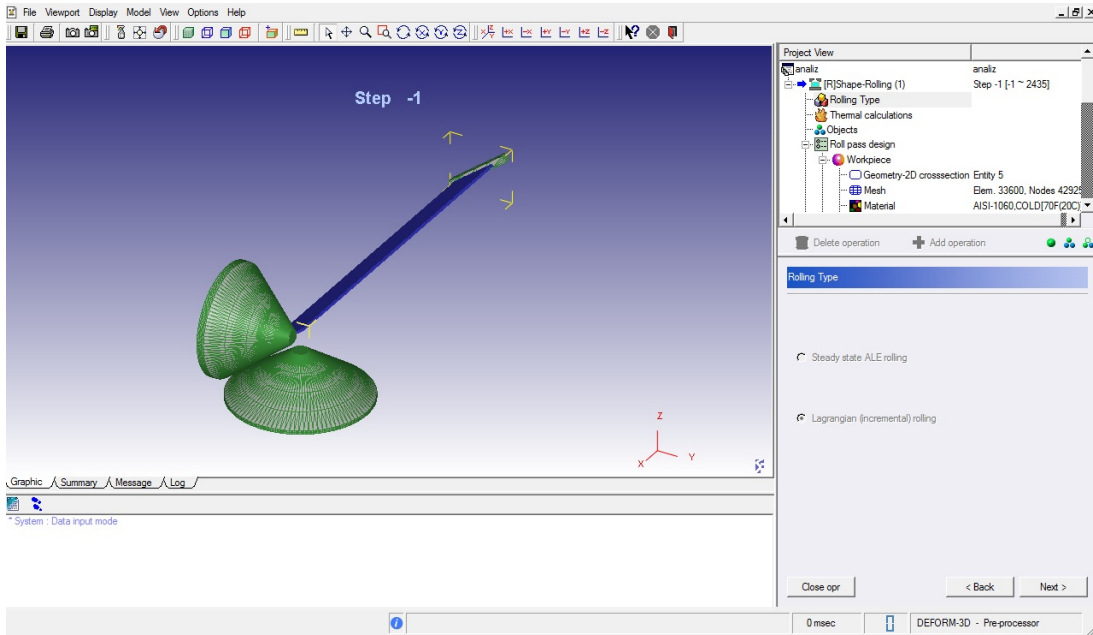 File Viewport Display Model View Options Help
Step -1
Z
X
Y
Graphic Summary Message Log
* System : Data input mode
Project View
analiz analiz
[R]Shape-Rolling (1) Step -1 [-1 ~ 2435]
Rolling Type
Thermal calculations
Objects
Roll pass design
Workpiece
Geometry-2D crosssection Entity 5
Mesh Elem. 33600, Nodes 42925
Material AISI-1060,COLD[70F(20C)
Delete operation Add operation
Rolling Type
Steady state ALE rolling
Lagrangian (incremental) rolling
Close opr < Back Next >
0 msec DEFORM-3D - Pre-processor